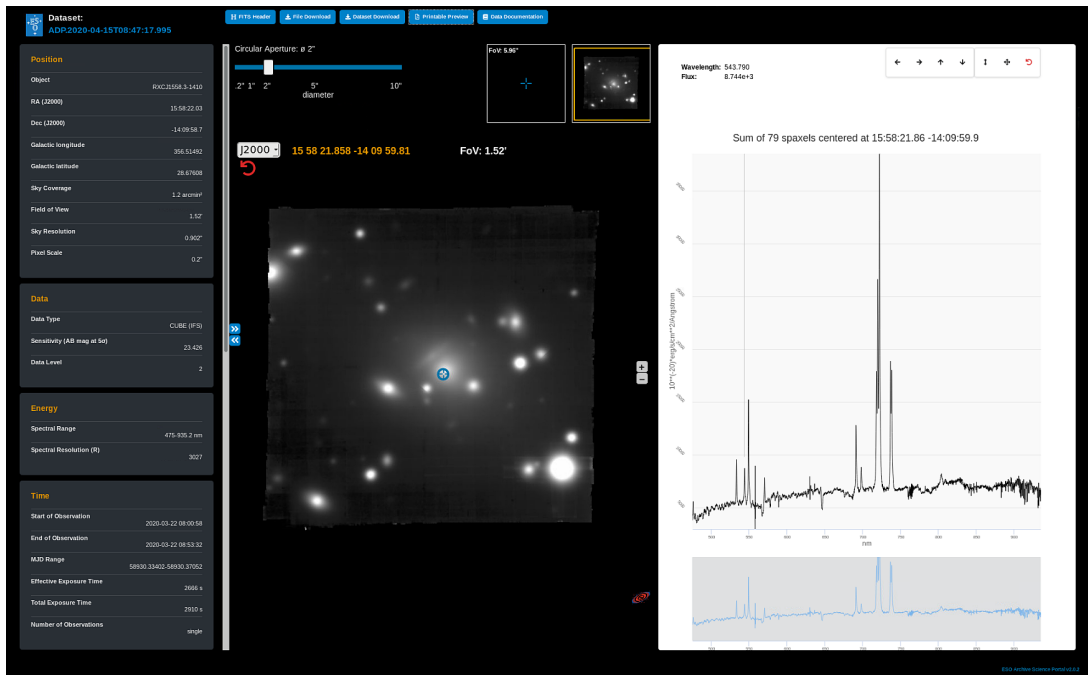 Dataset:
ADP.2020-04-15T08:47:17.995
FITS Header
File Download
Dataset Download
Printable Preview
Data Documentation
Position
Object
RXCJ1558.3-1410
RA (J2000)
15:58:22.03
Dec (J2000)
-14:09:58.7
Galactic longitude
356.51492
Galactic latitude
28.67608
Sky Coverage
1.2 arcmin²
Field of View
1.52'
Sky Resolution
0.902"
Pixel Scale
0.2"
Data
Data Type
CUBE (IFS)
Sensitivity (AB mag at 5σ)
23.426
Data Level
2
Energy
Spectral Range
475-935.2 nm
Spectral Resolution (R)
3027
Time
Start of Observation
2020-03-22 08:00:58
End of Observation
2020-03-22 08:53:32
MJD Range
58930.33402-58930.37052
Effective Exposure Time
2666 s
Total Exposure Time
2910 s
Number of Observations
single
Circular Aperture: ø 2"
.2" 1" 2" 5" 10"
diameter
FoV: 5.96"
J2000
15 58 21.858 -14 09 59.81
FoV: 1.52'
Wavelength: 543.790
Flux: 8.744e+3
Sum of 79 spaxels centered at 15:58:21.86 -14:09:59.9
10**(-20)*erg/s/cm**2/Angstrom
nm
ESO Archive Science Portal v2.0.2